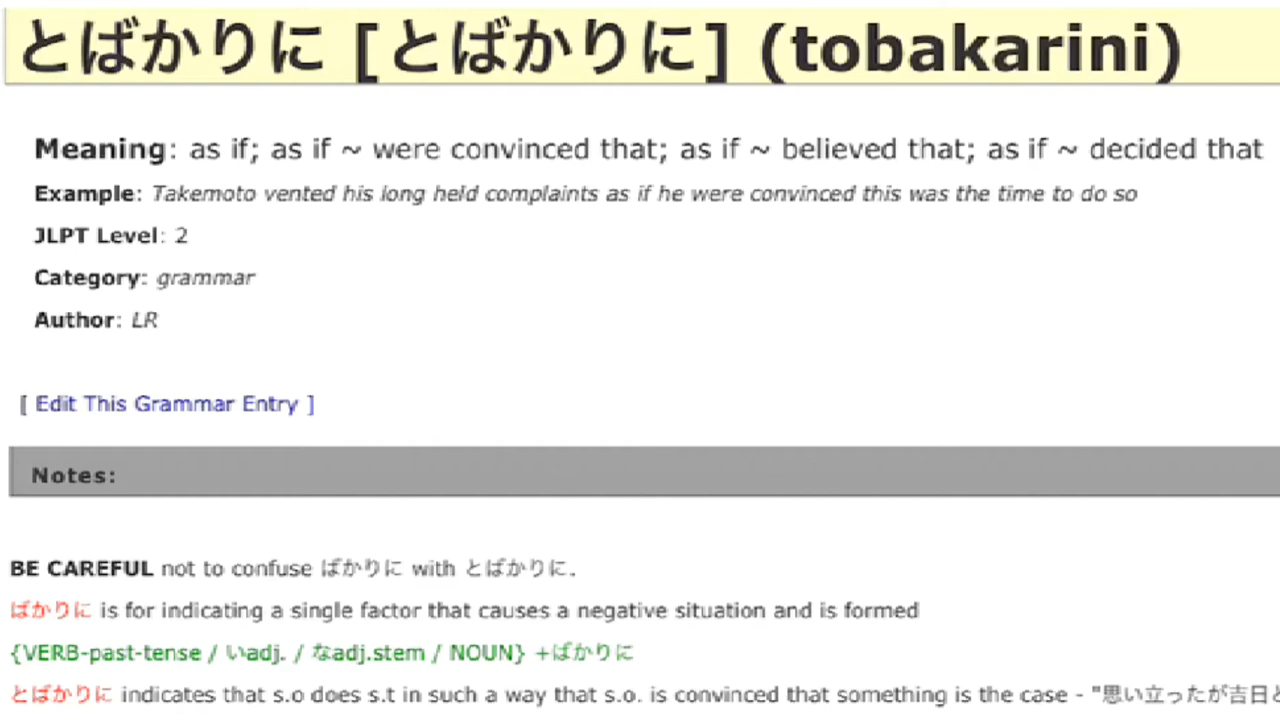 とばかりに [とばかりに] (tobakarini)
Meaning: as if; as if ~ were convinced that; as if ~ believed that; as if ~ decided that
Example: Takemoto vented his long held complaints as if he were convinced this was the time to do so
JLPT Level: 2
Category: grammar
Author: LR
[ Edit This Grammar Entry ]
Notes:
BE CAREFUL not to confuse ばかりに with とばかりに.
ばかりに is for indicating a single factor that causes a negative situation and is formed
{VERB-past-tense / いadj. / なadj.stem / NOUN} +ばかりに
とばかりに indicates that s.o does s.t in such a way that s.o. is convinced that something is the case - "思い立ったが吉日と